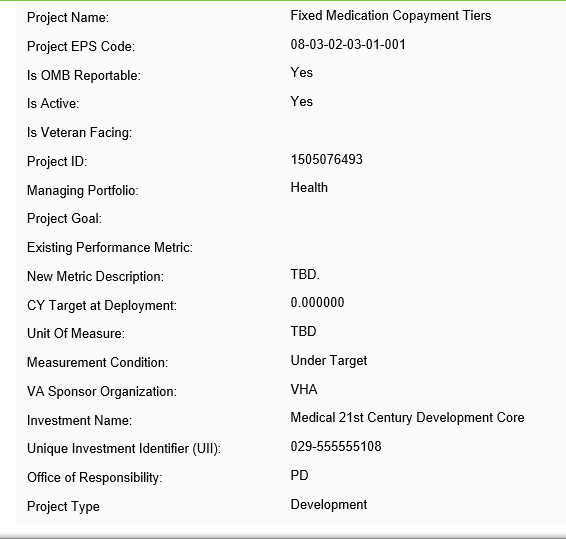 Project Name: Fixed Medication Copayment Tiers
Project EPS Code: 08-03-02-03-01-001
Is OMB Reportable: Yes
Is Active: Yes
Is Veteran Facing:
Project ID: 1505076493
Managing Portfolio: Health
Project Goal:
Existing Performance Metric:
New Metric Description: TBD.
CY Target at Deployment: 0.000000
Unit Of Measure: TBD
Measurement Condition: Under Target
VA Sponsor Organization: VHA
Investment Name: Medical 21st Century Development Core
Unique Investment Identifier (UII): 029-555555108
Office of Responsibility: PD
Project Type Development